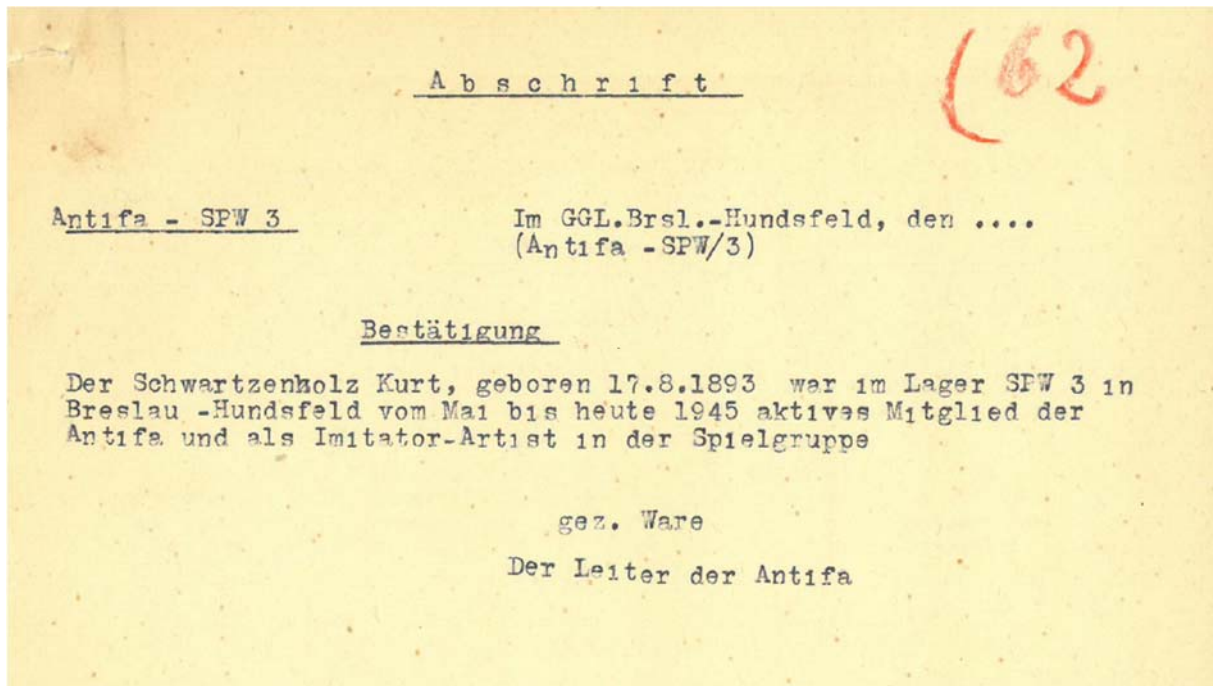 (62
Abschrift
Antifa - SPW 3
Im GGL.Brsl.-Hundsfeld, den ....
(Antifa -SPW/3)
Bestätigung
Der Schwartzenholz Kurt, geboren 17.8.1893 war im Lager SPW 3 in
Breslau -Hundsfeld vom Mai bis heute 1945 aktives Mitglied der
Antifa und als Imitator-Artist in der Spielgruppe
gez. Ware
Der Leiter der Antifa